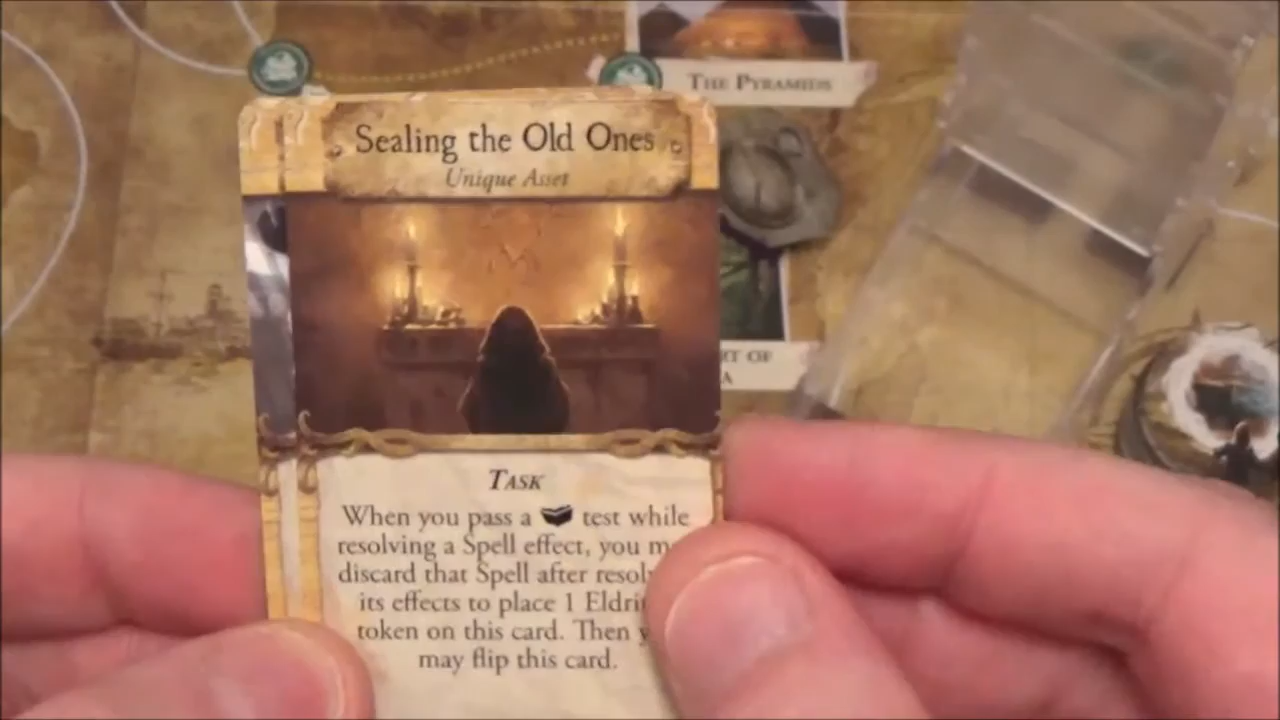 THE PYRAMIDS
Sealing the Old Ones
Unique Asset
TASK
When you pass a test while
resolving a Spell effect, you
discard that Spell after
its effects to place 1
token on this card. Then
may flip this card.
OF